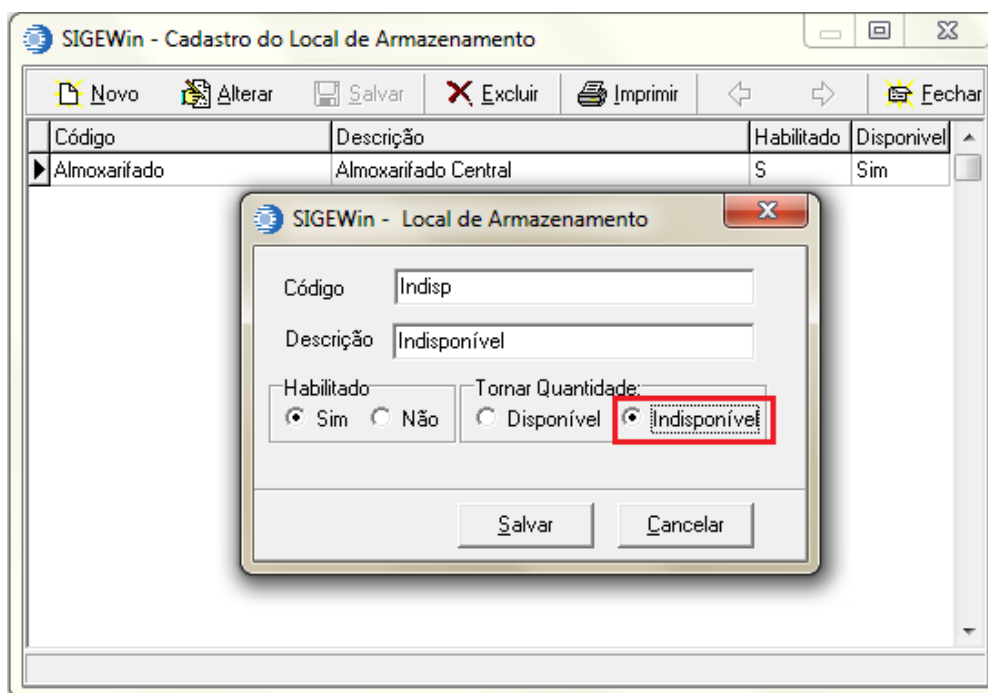 SIGEWin - Cadastro do Local de Armazenamento
Novo Alterar Salvar Excluir Imprimir Fechar
Código Descrição Habilitado Disponivel
Almoxarifado Almoxarifado Central S Sim
SIGEWin - Local de Armazenamento
Código Indisp
Descrição Indisponível
Habilitado Tornar Quantidade:
Sim Não Disponível Indisponível
Salvar Cancelar